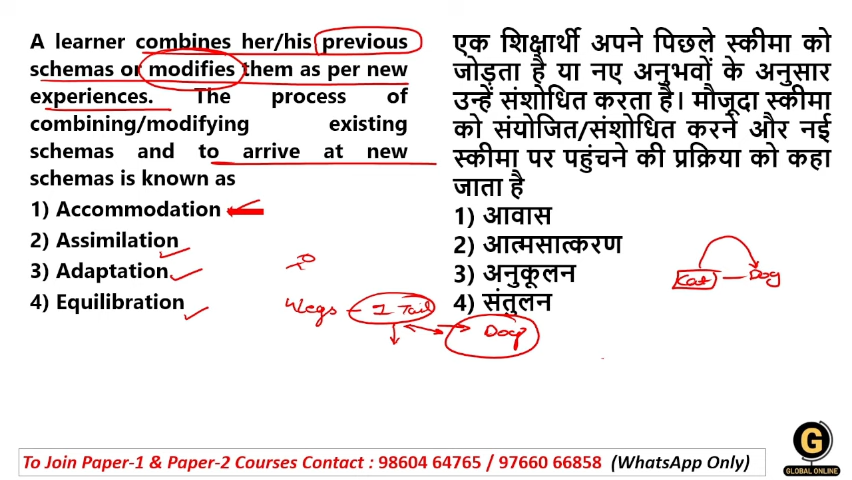 A learner combines her/his previous
schemas or modifies them as per new
experiences. The process of
combining/modifying existing
schemas and to arrive at new
schemas is known as
1) Accommodation
2) Assimilation
3) Adaptation
4) Equilibration
एक शिक्षार्थी अपने पिछले स्कीमा को
जोड़ता है या नए अनुभवों के अनुसार
उन्हें संशोधित करता है। मौजूदा स्कीमा
को संयोजित/संशोधित करने और नई
स्कीमा पर पहुंचने की प्रक्रिया को कहा
जाता है
1) आवास
2) आत्मसात्करण
3) अनुकूलन
4) संतुलन
Cat — Dog
1 Tail
Dog
G
GLOBAL ONLINE
To Join Paper-1 & Paper-2 Courses Contact : 98604 64765 / 97660 66858 (WhatsApp Only)